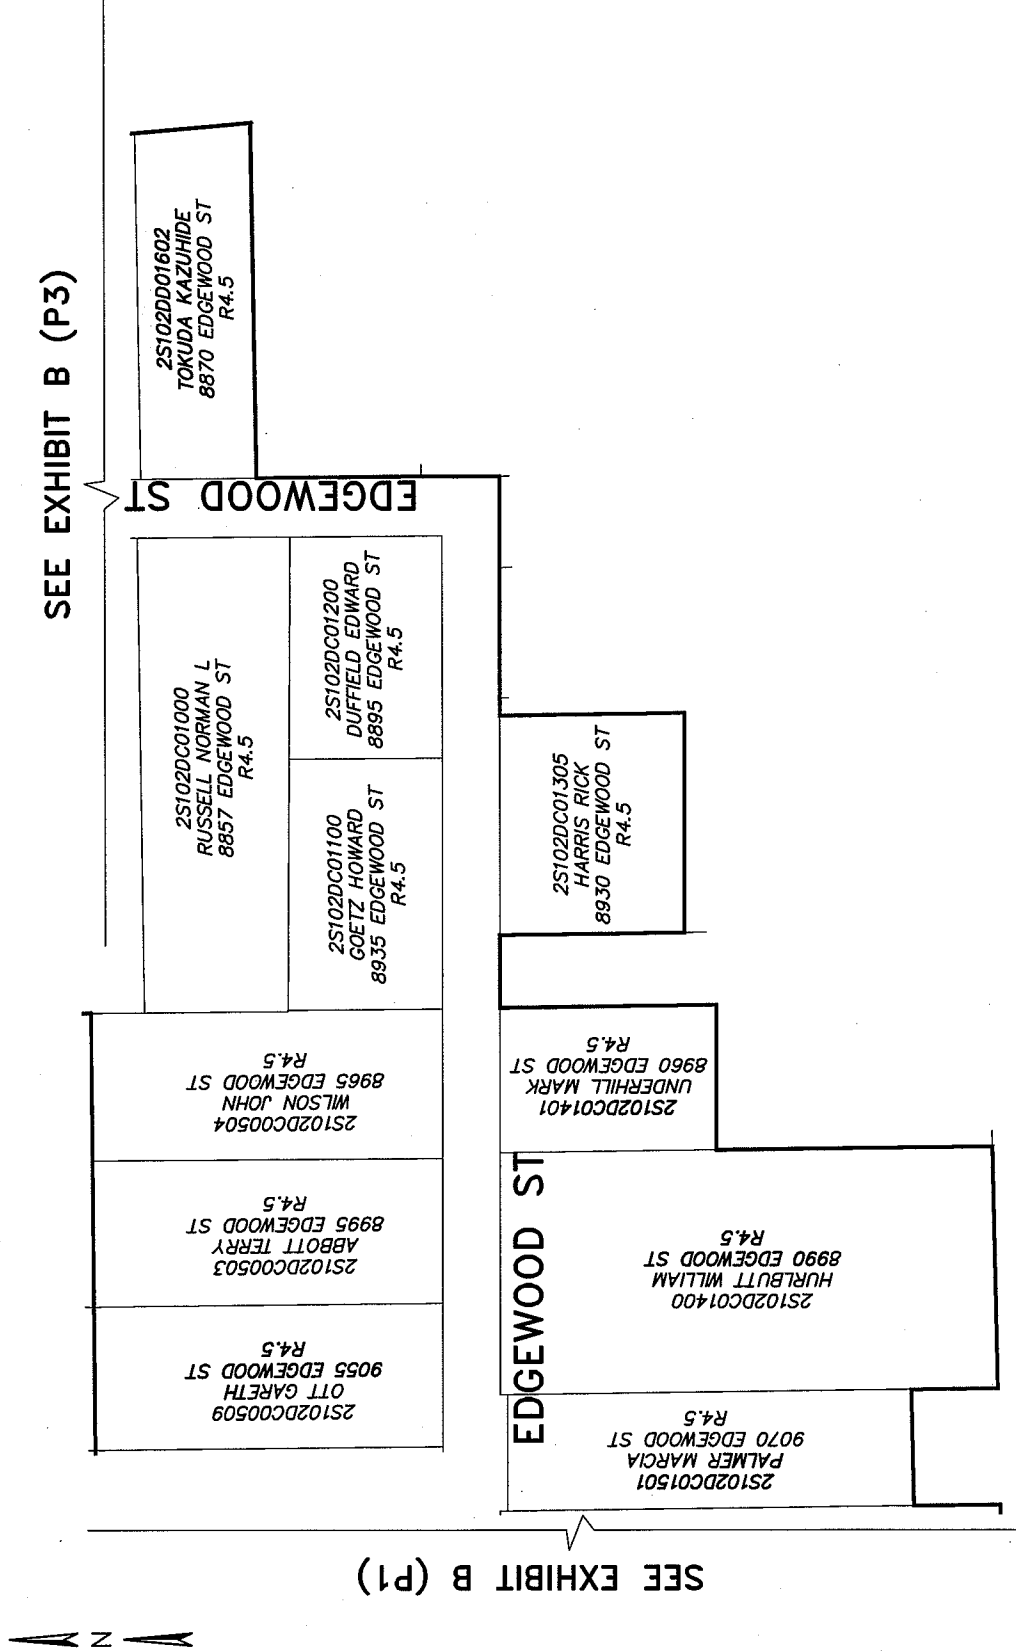 SEE EXHIBIT B (P3)
2S102DD01602
TOKUDA KAZUHIDE
8870 EDGEWOOD ST
R4.5
EDGEWOOD ST
2S102DC01000
RUSSELL NORMAN L
8857 EDGEWOOD ST
R4.5
2S102DC01200
DUFFIELD EDWARD
8895 EDGEWOOD ST
R4.5
2S102DC01100
GOETZ HOWARD
8935 EDGEWOOD ST
R4.5
2S102DC01305
HARRIS RICK
8930 EDGEWOOD ST
R4.5
2S102DC00504
WILSON JOHN
8965 EDGEWOOD ST
R4.5
2S102DC01401
UNDERHILL MARK
8960 EDGEWOOD ST
R4.5
2S102DC00503
ABBOTT TERRY
8995 EDGEWOOD ST
R4.5
EDGEWOOD ST
2S102DC01400
HURLBUTT WILLIAM
8990 EDGEWOOD ST
R4.5
2S102DC00509
OTT GARETH
9055 EDGEWOOD ST
R4.5
2S102DC01501
PALMER MARCIA
9070 EDGEWOOD ST
R4.5
SEE EXHIBIT B (P1)
N